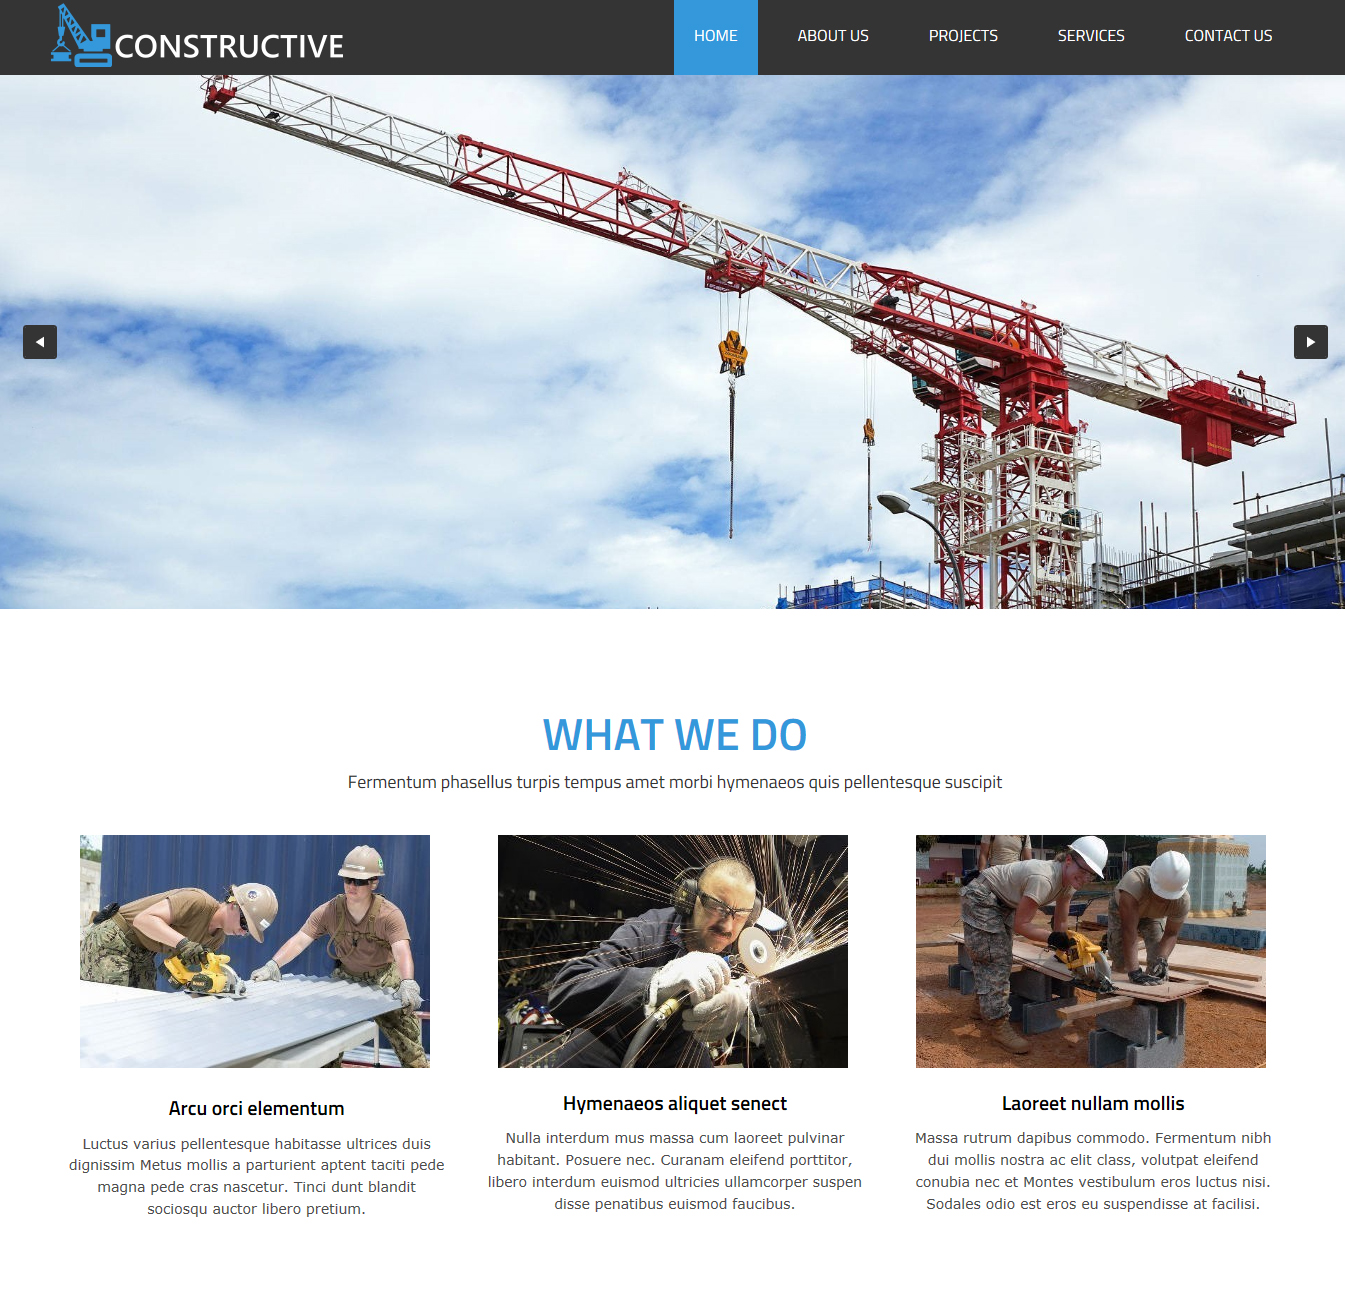 CONSTRUCTIVE
HOME ABOUT US PROJECTS SERVICES CONTACT US
WHAT WE DO
Fermentum phasellus turpis tempus amet morbi hymenaeos quis pellentesque suscipit
Arcu orci elementum
Luctus varius pellentesque habitasse ultrices duis
dignissim Metus mollis a parturient aptent taciti pede
magna pede cras nascetur. Tinci dunt blandit
sociosqu auctor libero pretium.
Hymenaeos aliquet senect
Nulla interdum mus massa cum laoreet pulvinar
habitant. Posuere nec. Curanam eleifend porttitor,
libero interdum euismod ultricies ullamcorper suspen
disse penatibus euismod faucibus.
Laoreet nullam mollis
Massa rutrum dapibus commodo. Fermentum nibh
dui mollis nostra ac elit class, volutpat eleifend
conubia nec et Montes vestibulum eros luctus nisi.
Sodales odio est eros eu suspendisse at facilisi.